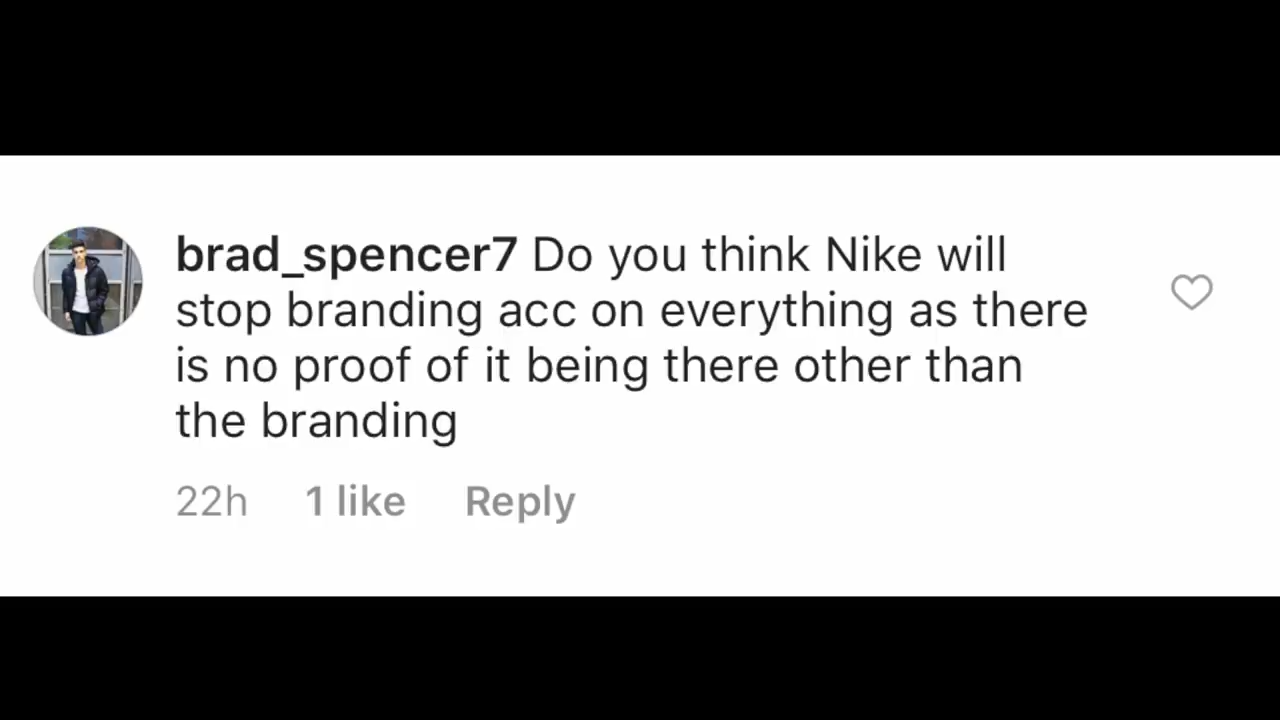 brad_spencer7 Do you think Nike will
stop branding acc on everything as there
is no proof of it being there other than
the branding
22h 1 like Reply